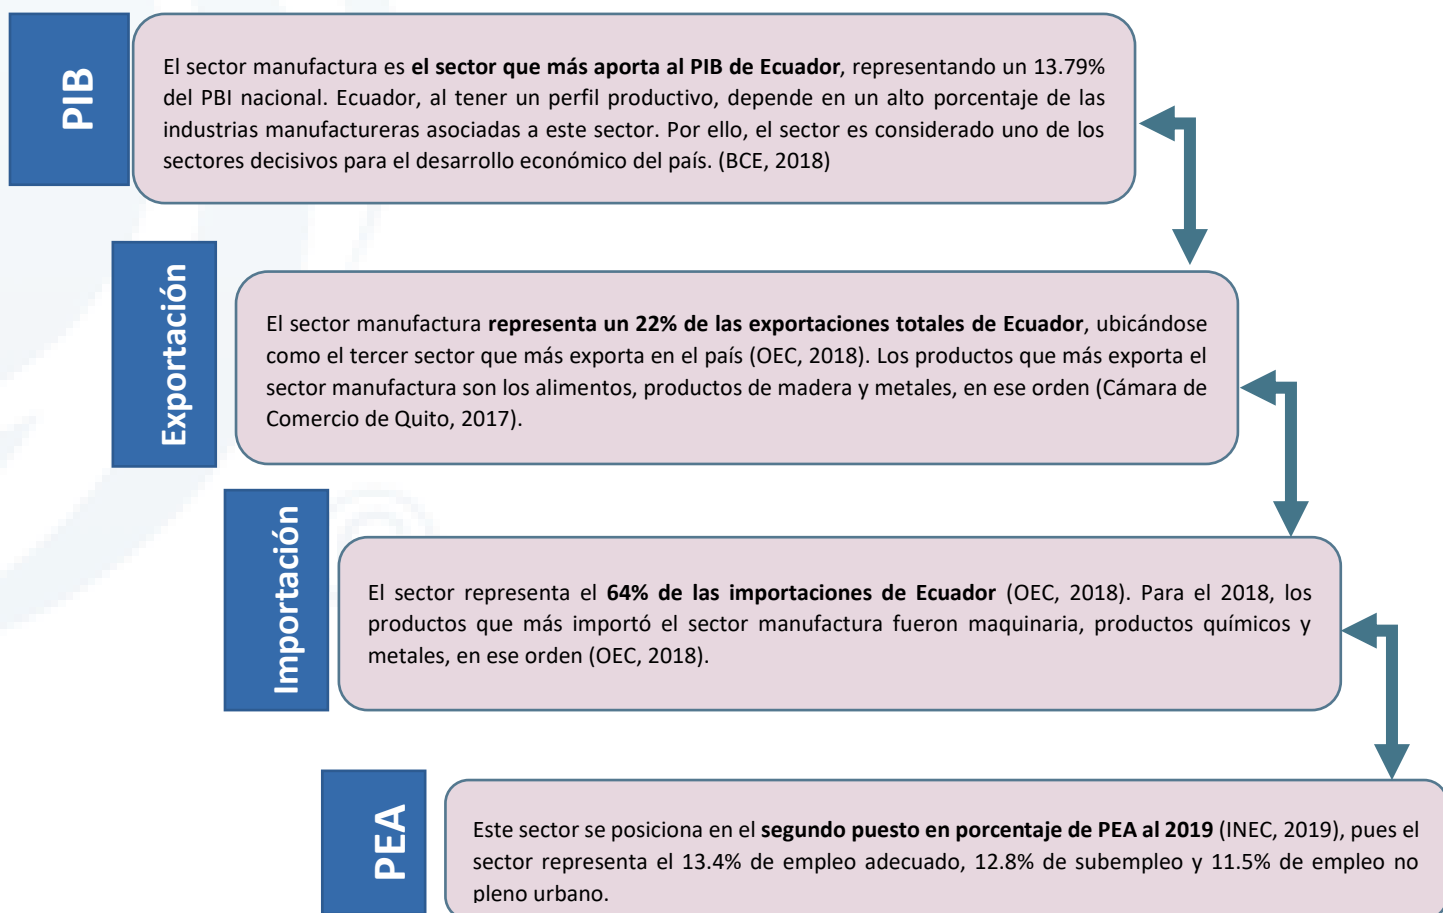 PIB
El sector manufactura es el sector que más aporta al PIB de Ecuador, representando un 13.79%
del PBI nacional. Ecuador, al tener un perfil productivo, depende en un alto porcentaje de las
industrias manufactureras asociadas a este sector. Por ello, el sector es considerado uno de los
sectores decisivos para el desarrollo económico del país. (BCE, 2018)
Exportación
El sector manufactura representa un 22% de las exportaciones totales de Ecuador, ubicándose
como el tercer sector que más exporta en el país (OEC, 2018). Los productos que más exporta el
sector manufactura son los alimentos, productos de madera y metales, en ese orden (Cámara de
Comercio de Quito, 2017).
Importación
El sector representa el 64% de las importaciones de Ecuador (OEC, 2018). Para el 2018, los
productos que más importó el sector manufactura fueron maquinaria, productos químicos y
metales, en ese orden (OEC, 2018).
PEA
Este sector se posiciona en el segundo puesto en porcentaje de PEA al 2019 (INEC, 2019), pues el
sector representa el 13.4% de empleo adecuado, 12.8% de subempleo y 11.5% de empleo no
pleno urbano.